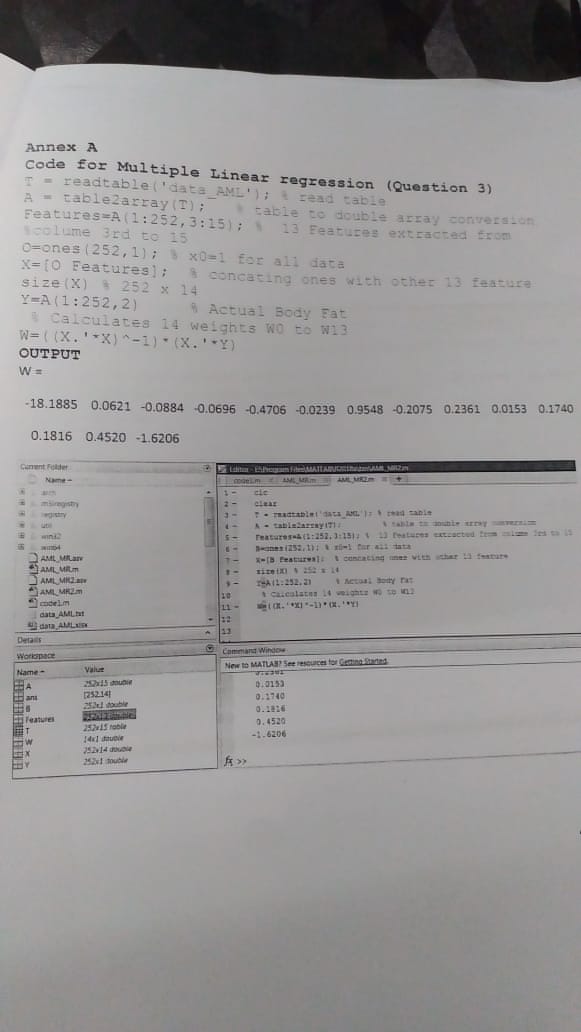 Annex A
Code for Multiple Linear regression (Question 3)
T = readtable('data_AML'); % read table
A = table2array(T); % table to double array conversion
Features=A(1:252,3:15); % 13 Features extracted from
%colume 3rd to 15
O=ones(252,1); % x0=1 for all data
X=[O Features]; % concating ones with other 13 feature
size(X) % 252 x 14
Y=A(1:252,2) % Actual Body Fat
% Calculates 14 weights W0 to W13
W=((X.'*X)^-1)*(X.'*Y)
OUTPUT
W =
-18.1885 0.0621 -0.0884 -0.0696 -0.4706 -0.0239 0.9548 -0.2075 0.2361 0.0153 0.1740
0.1816 0.4520 -1.6206
Current Folder
Name
arch
m3iregistry
registry
util
win32
win64
AML_MR.asv
AML_MR.m
AML_MR2.asv
AML_MR2.m
code1.m
data_AML.txt
data_AML.xlsx
Details
Workspace
Name Value
A 252x15 double
ans [252,14]
B 252x1 double
Features 252x13 double
T 252x15 table
W 14x1 double
X 252x14 double
Y 252x1 double
code1.m AML_MR.m AML_MR2.m +
1 - clc
2 - clear
3 - T = readtable('data_AML'); % read table
4 - A = table2array(T); % table to double array conversion
5 - Features=A(1:252,3:15); % 13 Features extracted from colume 3rd to 15
6 - B=ones(252,1); % x0=1 for all data
7 - X=[B Features]; % concating ones with other 13 feature
8 - size(X) % 252 x 14
9 - Y=A(1:252,2) % Actual Body Fat
10 % Calculates 14 weights W0 to W13
11 - W=((X.'*X)^-1)*(X.'*Y)
12
13
Command Window
New to MATLAB? See resources for Getting Started.
0.2361
0.0153
0.1740
0.1816
0.4520
-1.6206
fx >>